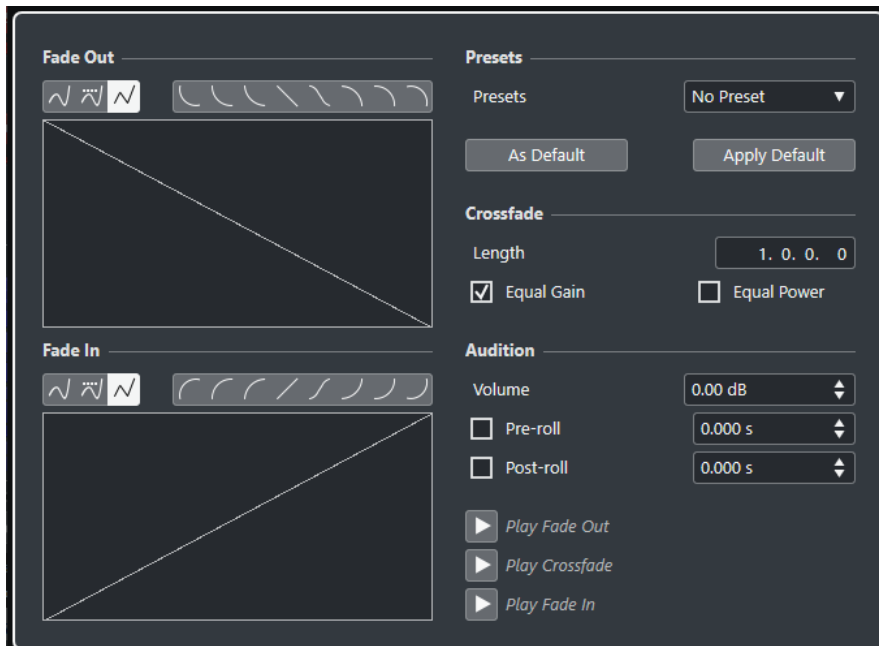 Fade Out
Presets
Presets
No Preset
As Default
Apply Default
Crossfade
Length
1. 0. 0. 0
Equal Gain
Equal Power
Fade In
Audition
Volume
0.00 dB
Pre-roll
0.000 s
Post-roll
0.000 s
Play Fade Out
Play Crossfade
Play Fade In